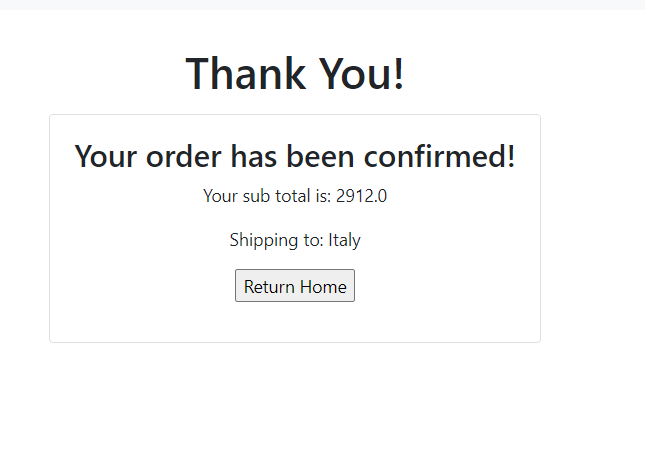 Thank You!
Your order has been confirmed!
Your sub total is: 2912.0
Shipping to: Italy
Return Home